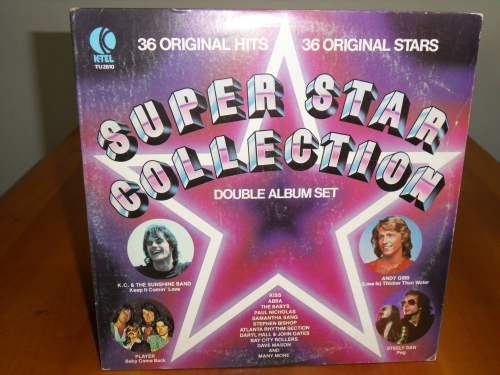 K-TEL
TU2810
36 ORIGINAL HITS 36 ORIGINAL STARS
SUPER STAR
COLLECTION
DOUBLE ALBUM SET
K.C. & THE SUNSHINE BAND
Keep It Comin' Love
ANDY GIBB
(Love Is) Thicker Than Water
PLAYER
Baby Come Back
KISS
ABBA
THE BABYS
PAUL NICHOLAS
SAMANTHA SANG
STEPHEN BISHOP
ATLANTA RHYTHM SECTION
DARYL HALL & JOHN OATES
BAY CITY ROLLERS
DAVE MASON
AND
MANY MORE
STEELY DAN
Peg